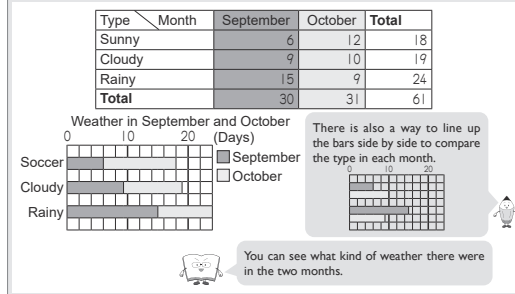 Type Month September October Total
Sunny 6 12 18
Cloudy 9 10 19
Rainy 15 9 24
Total 30 31 61
Weather in September and October
0 10 20 (Days)
Soccer
Cloudy
Rainy
September
October
There is also a way to line up
the bars side by side to compare
the type in each month.
0 10 20
You can see what kind of weather there were
in the two months.